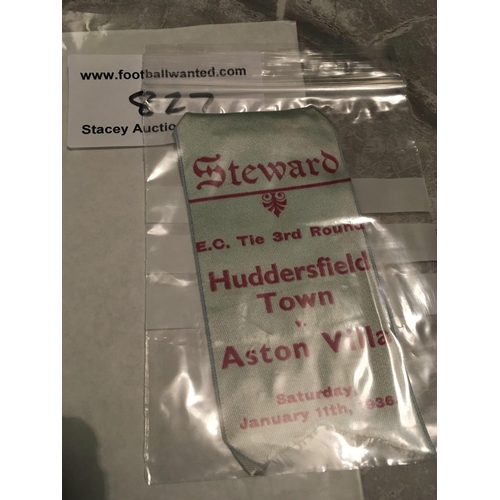 www.footballwanted.com
827
Stacey Auctio
Steward
E.C. Tie 3rd Round
Huddersfield
Town
v.
Aston Villa
Saturday,
January 11th, 1936.